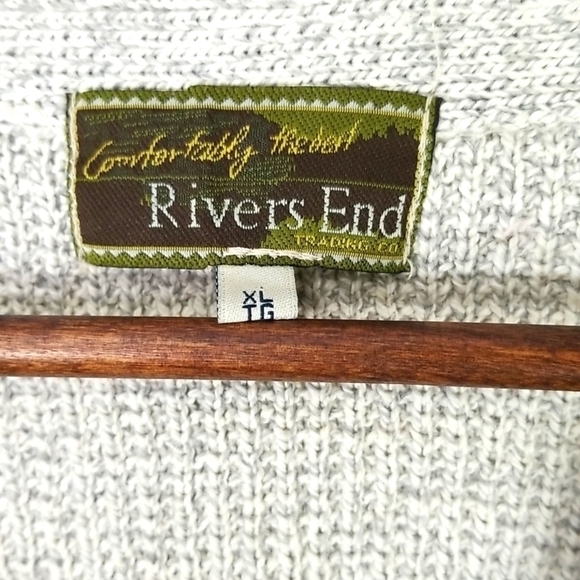 Comfortably the best
Rivers End
TRADING CO
XL
TG